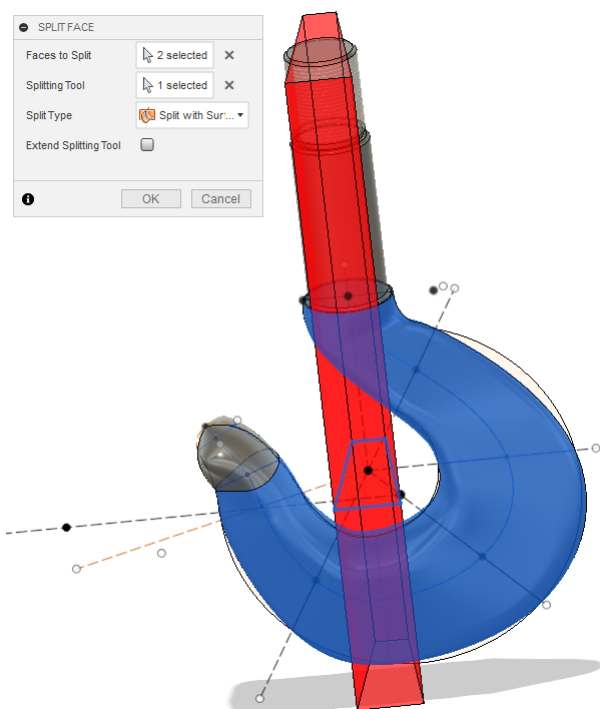 SPLIT FACE
Faces to Split 2 selected
Splitting Tool 1 selected
Split Type Split with Sur...
Extend Splitting Tool
OK Cancel